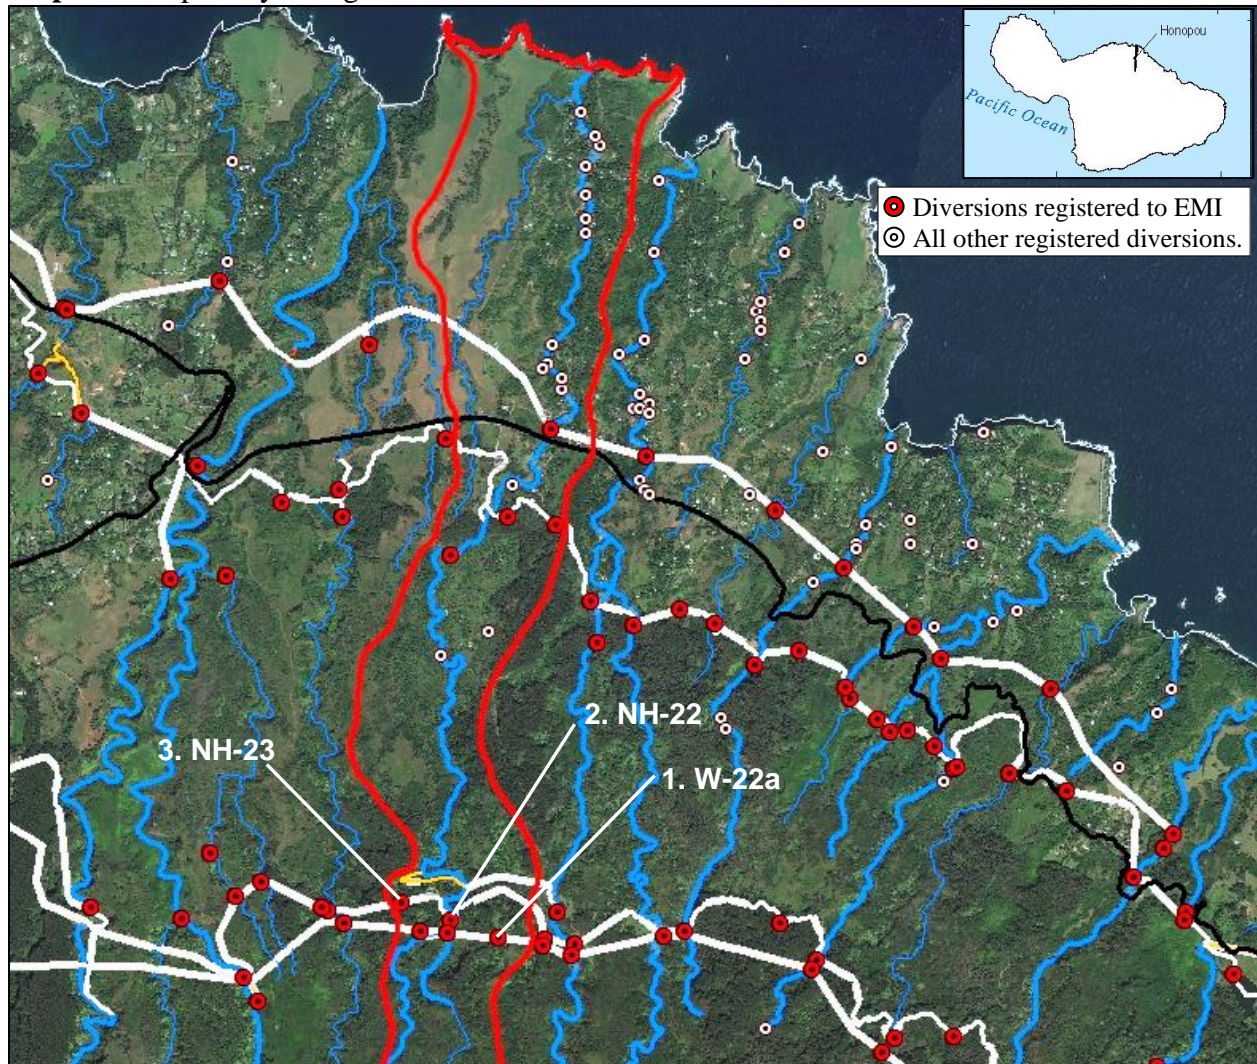 Honopou
Pacific Ocean
Diversions registered to EMI
All other registered diversions.
2. NH-22
3. NH-23
1. W-22a